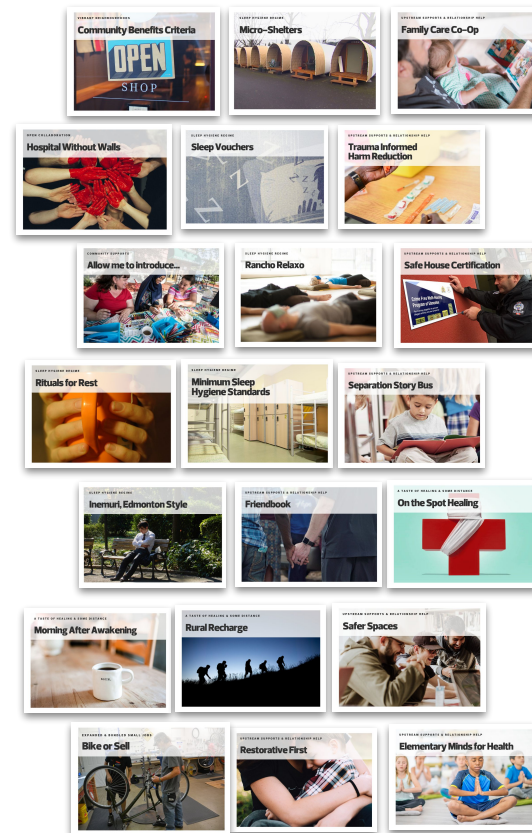 VIBRANT NEIGHBOURHOODS
Community Benefits Criteria
OPEN
SHOP
SLEEP HYGIENE REGIME
Micro-Shelters
UPSTREAM SUPPORTS & RELATIONSHIP HELP
Family Care Co-Op
OPEN COLLABORATION
Hospital Without Walls
SLEEP HYGIENE REGIME
Sleep Vouchers
UPSTREAM SUPPORTS & RELATIONSHIP HELP
Trauma Informed
Harm Reduction
COMMUNITY SUPPORTS
Allow me to introduce...
SLEEP HYGIENE REGIME
Rancho Relaxo
UPSTREAM SUPPORTS & RELATIONSHIP HELP
Safe House Certification
SLEEP HYGIENE REGIME
Rituals for Rest
SLEEP HYGIENE REGIME
Minimum Sleep
Hygiene Standards
UPSTREAM SUPPORTS & RELATIONSHIP HELP
Separation Story Bus
SLEEP HYGIENE REGIME
Inemuri, Edmonton Style
UPSTREAM SUPPORTS & RELATIONSHIP HELP
Friendbook
A TASTE OF HEALING & SOME DISTANCE
On the Spot Healing
A TASTE OF HEALING & SOME DISTANCE
Morning After Awakening
A TASTE OF HEALING & SOME DISTANCE
Rural Recharge
UPSTREAM SUPPORTS & RELATIONSHIP HELP
Safer Spaces
EXPANDED & BUNDLED SMALL JOBS
Bike or Sell
UPSTREAM SUPPORTS & RELATIONSHIP HELP
Restorative First
UPSTREAM SUPPORTS & RELATIONSHIP HELP
Elementary Minds for Health